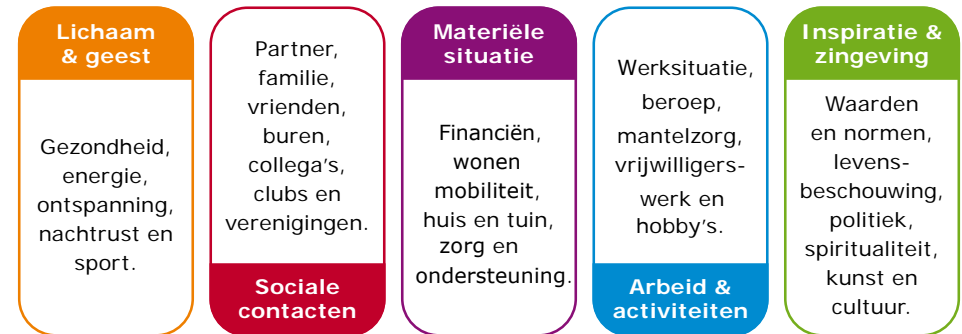 Lichaam
& geest
Gezondheid,
energie,
ontspanning,
nachtrust en
sport.
Partner,
familie,
vrienden,
buren,
collega's,
clubs en
verenigingen.
Sociale
contacten
Materiële
situatie
Financiën,
wonen
mobiliteit,
huis en tuin,
zorg en
ondersteuning.
Werksituatie,
beroep,
mantelzorg,
vrijwilligers-
werk en
hobby's.
Arbeid &
activiteiten
Inspiratie &
zingeving
Waarden
en normen,
levens-
beschouwing,
politiek,
spiritualiteit,
kunst en
cultuur.